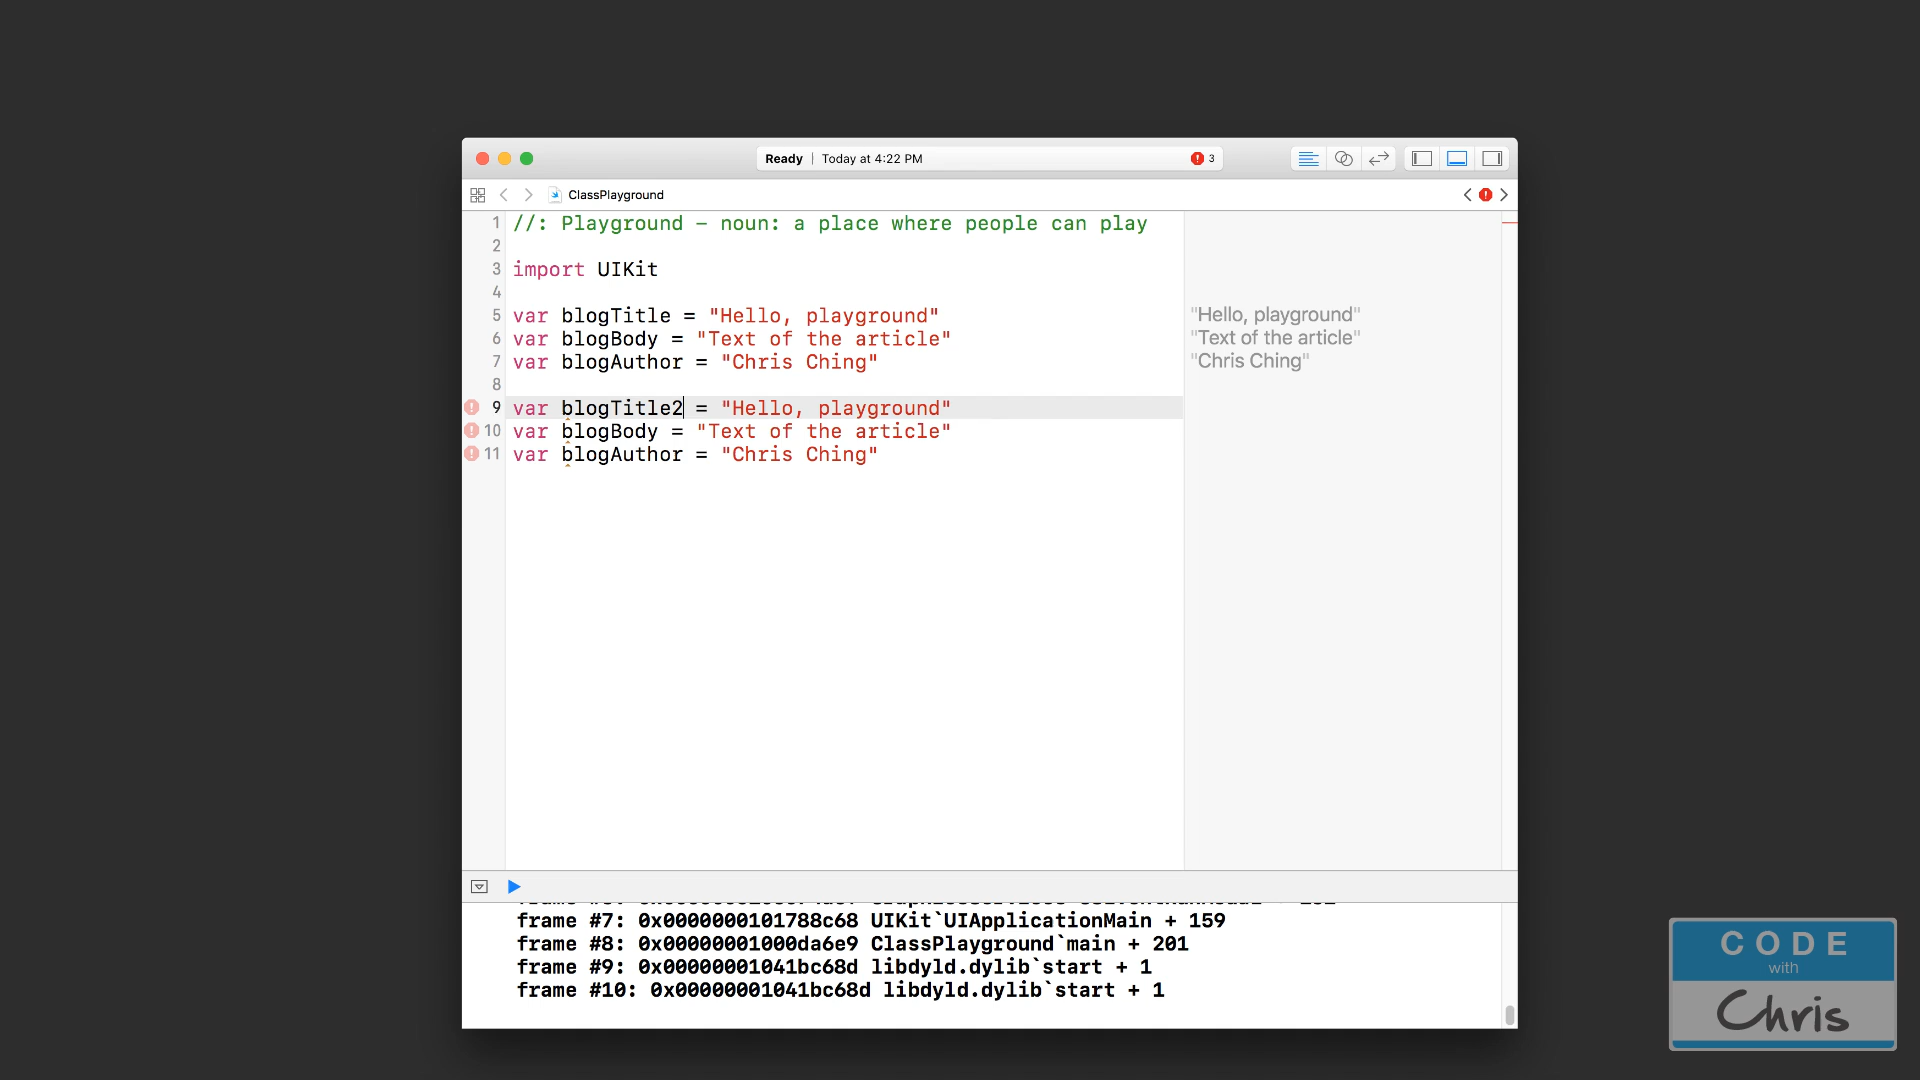 Ready | Today at 4:22 PM
3
ClassPlayground
1 //: Playground – noun: a place where people can play
2
3 import UIKit
4
5 var blogTitle = "Hello, playground"
"Hello, playground"
6 var blogBody = "Text of the article"
"Text of the article"
7 var blogAuthor = "Chris Ching"
"Chris Ching"
8
9 var blogTitle2 = "Hello, playground"
10 var blogBody = "Text of the article"
11 var blogAuthor = "Chris Ching"
frame #7: 0x0000000101788c68 UIKit`UIApplicationMain + 159
frame #8: 0x00000001000da6e9 ClassPlayground`main + 201
frame #9: 0x00000001041bc68d libdyld.dylib`start + 1
frame #10: 0x00000001041bc68d libdyld.dylib`start + 1
CODE
with
Chris